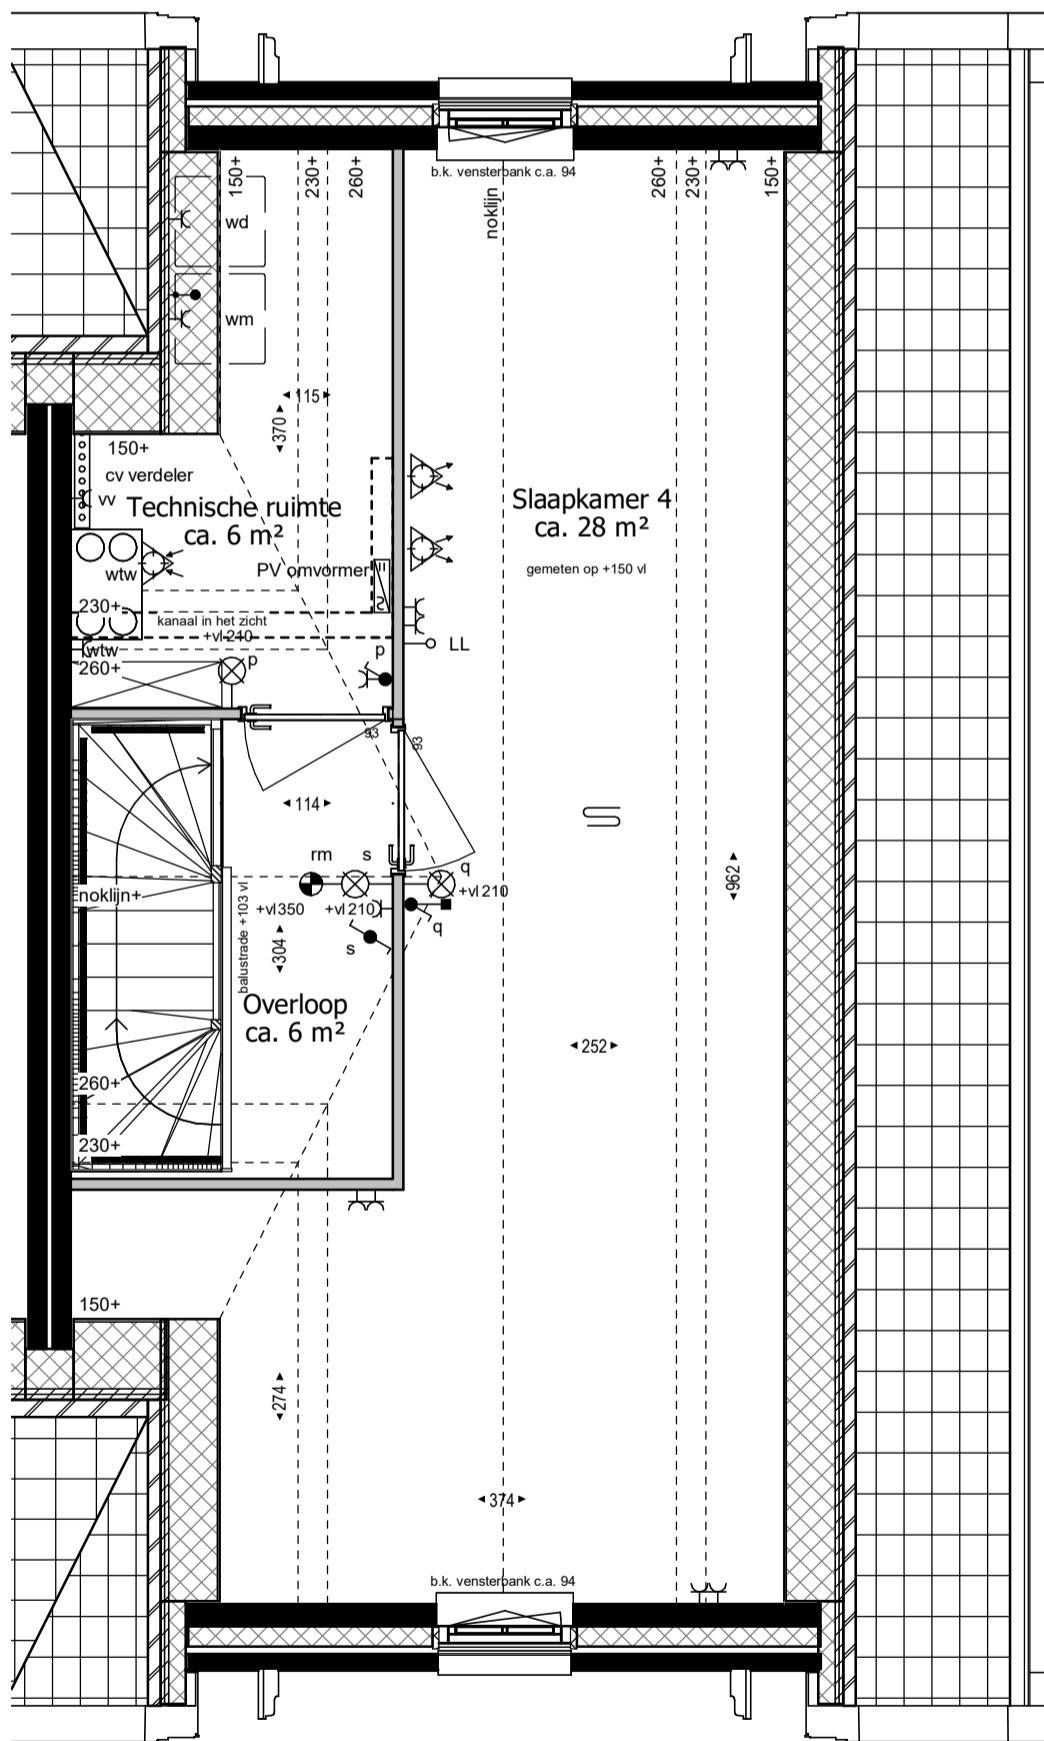 b.k. vensterbank c.a. 94
150+
230+
260+
noklijn
260+
230+
150+
wd
wm
115
370
150+
cv verdeler
vv
Technische ruimte
ca. 6 m²
Slaapkamer 4
ca. 28 m²
gemeten op +150 vl
wtw
PV omvormer
230+
kanaal in het zicht
+vl 210
wtw
260+
p
p
LL
93
93
114
rm
s
q
+vl 210
noklijn+
+vl 350
+vl 210
balustrade +103 vl
q
s
304
962
Overloop
ca. 6 m²
252
260+
230+
150+
274
374
b.k. vensterbank c.a. 94